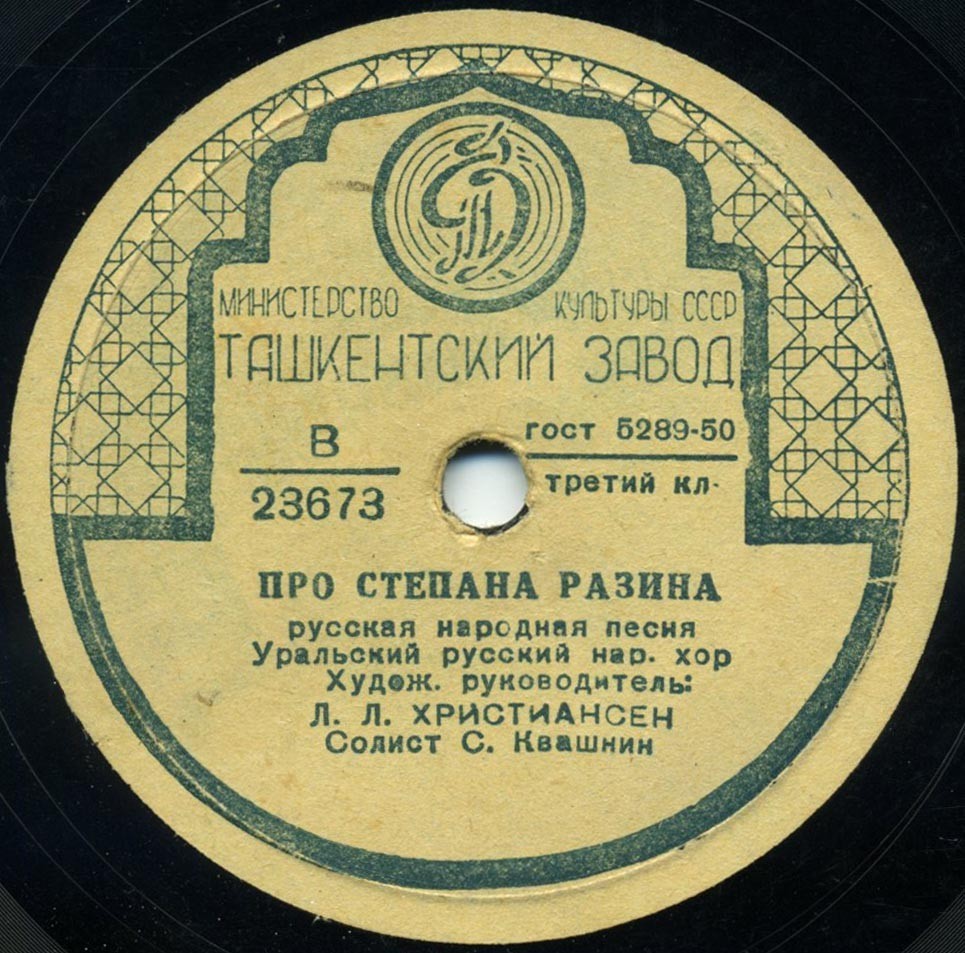 МИНИСТЕРСТВО КУЛЬТУРЫ СССР
ТАШКЕНТСКИЙ ЗАВОД
В
23673
гост 5289-50
третий кл.
ПРО СТЕПАНА РАЗИНА
русская народная песня
Уральский русский нар. хор
Худож. руководитель:
Л. Л. ХРИСТИАНСЕН
Солист С. Квашнин